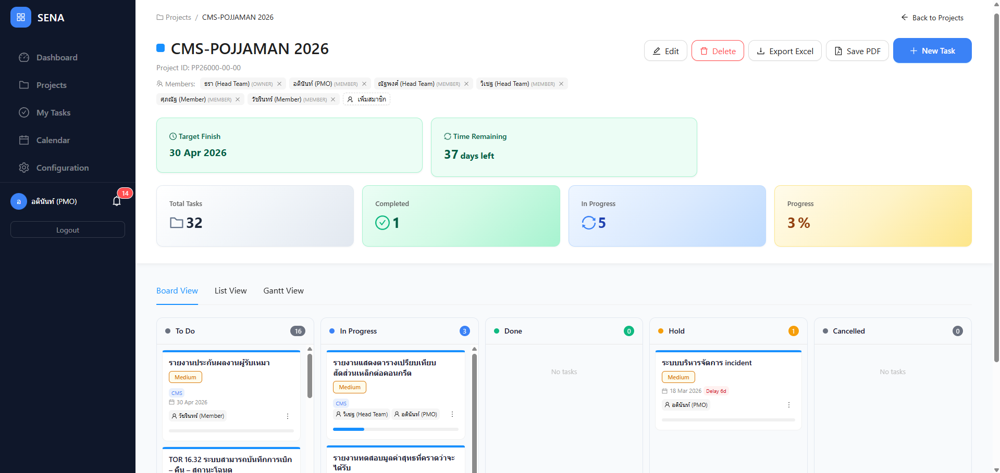 SENA
Dashboard
Projects
My Tasks
Calendar
Configuration
อ อดินันท์ (PMO) 14
Logout
Projects / CMS-POJJAMAN 2026
Back to Projects
CMS-POJJAMAN 2026
Edit
Delete
Export Excel
Save PDF
+ New Task
Project ID: PP26000-00-00
Members: ธรา (Head Team) (OWNER) × อดินันท์ (PMO) (MEMBER) × ณัฐพงศ์ (Head Team) (MEMBER) × วิเชฐ (Head Team) (MEMBER) ×
ศุภณัฐ (Member) (MEMBER) × วัชรินทร์ (Member) (MEMBER) × เพิ่มสมาชิก
Target Finish
30 Apr 2026
Time Remaining
37 days left
Total Tasks
32
Completed
1
In Progress
5
Progress
3 %
Board View
List View
Gantt View
To Do 16
รายงานประกันผลงานผู้รับเหมา
Medium
CMS
30 Apr 2026
วัชรินทร์ (Member)
TOR 16.32 ระบบสามารถบันทึกการเบิก
– คืน – สถานะโฉนด
In Progress 3
รายงานแสดงตารางเปรียบเทียบ
สัดส่วนเหล็กต่อคอนกรีต
Medium
CMS
วิเชฐ (Head Team) อดินันท์ (PMO)
รายงานทดสอบมูลค่าสุทธที่คราดว่าจะ
ได้รับ
Done 0
No tasks
Hold 1
ระบบบริหารจัดการ incident
Medium
18 Mar 2026 Delay 6d
อดินันท์ (PMO)
Cancelled 0
No tasks